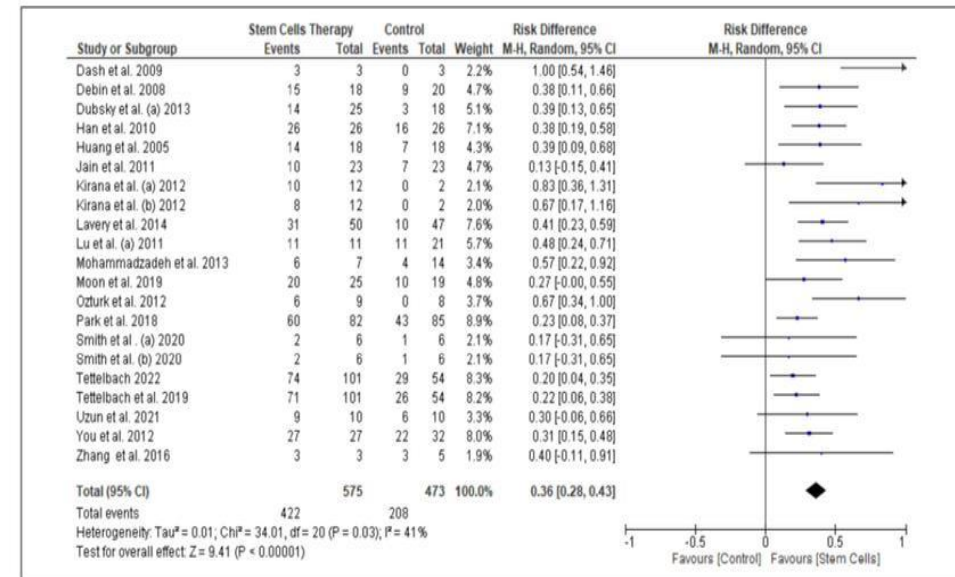 Stem Cells Therapy Control Risk Difference Risk Difference
Study or Subgroup Events Total Events Total Weight M-H, Random, 95% CI M-H, Random, 95% CI
Dash et al. 2009 3 3 0 3 2.2% 1.00 [0.54, 1.46]
Debin et al. 2008 15 18 9 20 4.7% 0.38 [0.11, 0.66]
Dubsky et al. (a) 2013 14 25 3 18 5.1% 0.39 [0.13, 0.65]
Han et al. 2010 26 26 16 26 7.1% 0.38 [0.19, 0.58]
Huang et al. 2005 14 18 7 18 4.3% 0.39 [0.09, 0.68]
Jain et al. 2011 10 23 7 23 4.6% 0.13 [-0.15, 0.41]
Kirana et al. (a) 2012 10 12 0 2 2.1% 0.83 [0.36, 1.31]
Kirana et al. (b) 2012 8 12 0 2 2.0% 0.67 [0.17, 1.16]
Lavery et al. 2014 31 50 10 47 7.6% 0.41 [0.23, 0.59]
Lu et al. (a) 2011 11 11 11 21 5.7% 0.48 [0.24, 0.71]
Mohammadzadeh et al. 2013 6 7 4 14 3.4% 0.57 [0.22, 0.92]
Moon et al. 2019 20 25 10 19 4.8% 0.27 [-0.00, 0.55]
Ozturk et al. 2012 6 9 0 8 3.7% 0.67 [0.34, 1.00]
Park et al. 2018 60 82 43 85 8.9% 0.23 [0.08, 0.37]
Smith et al . (a) 2020 2 6 1 6 2.1% 0.17 [-0.31, 0.65]
Smith et al. (b) 2020 2 6 1 6 2.1% 0.17 [-0.31, 0.65]
Tettelbach 2022 74 101 29 54 8.4% 0.20 [0.04, 0.35]
Tettelbach et al. 2019 71 101 26 54 8.3% 0.22 [0.06, 0.38]
Uzun et al. 2021 9 10 6 10 3.3% 0.30 [-0.06, 0.66]
You et al. 2012 27 27 22 32 8.0% 0.31 [0.15, 0.48]
Zhang et al. 2016 3 3 3 5 1.9% 0.40 [-0.11, 0.91]
Total (95% CI) 575 473 100.0% 0.36 [0.28, 0.43]
Total events 422 208
Heterogeneity: Tau² = 0.01; Chi² = 34.01, df = 20 (P = 0.03); I² = 41%
Test for overall effect: Z = 9.41 (P < 0.00001)
-1 -0.5 0 0.5 1
Favours [Control] Favours [Stem Cells]